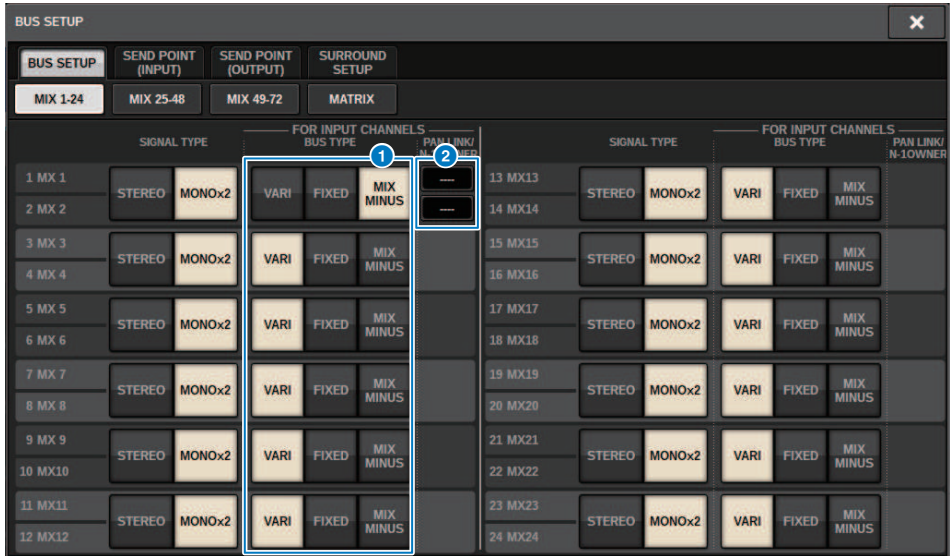 BUS SETUP
BUS SETUP
SEND POINT (INPUT)
SEND POINT (OUTPUT)
SURROUND SETUP
MIX 1-24
MIX 25-48
MIX 49-72
MATRIX
SIGNAL TYPE
FOR INPUT CHANNELS
BUS TYPE
PAN LINK/
N-1OWNER
1
2
SIGNAL TYPE
FOR INPUT CHANNELS
BUS TYPE
PAN LINK/
N-1OWNER
1 MX 1
2 MX 2
STEREO MONOx2 VARI FIXED MIX MINUS
----
----
13 MX13
14 MX14
STEREO MONOx2 VARI FIXED MIX MINUS
3 MX 3
4 MX 4
STEREO MONOx2 VARI FIXED MIX MINUS
15 MX15
16 MX16
STEREO MONOx2 VARI FIXED MIX MINUS
5 MX 5
6 MX 6
STEREO MONOx2 VARI FIXED MIX MINUS
17 MX17
18 MX18
STEREO MONOx2 VARI FIXED MIX MINUS
7 MX 7
8 MX 8
STEREO MONOx2 VARI FIXED MIX MINUS
19 MX19
20 MX20
STEREO MONOx2 VARI FIXED MIX MINUS
9 MX 9
10 MX10
STEREO MONOx2 VARI FIXED MIX MINUS
21 MX21
22 MX22
STEREO MONOx2 VARI FIXED MIX MINUS
11 MX11
12 MX12
STEREO MONOx2 VARI FIXED MIX MINUS
23 MX23
24 MX24
STEREO MONOx2 VARI FIXED MIX MINUS